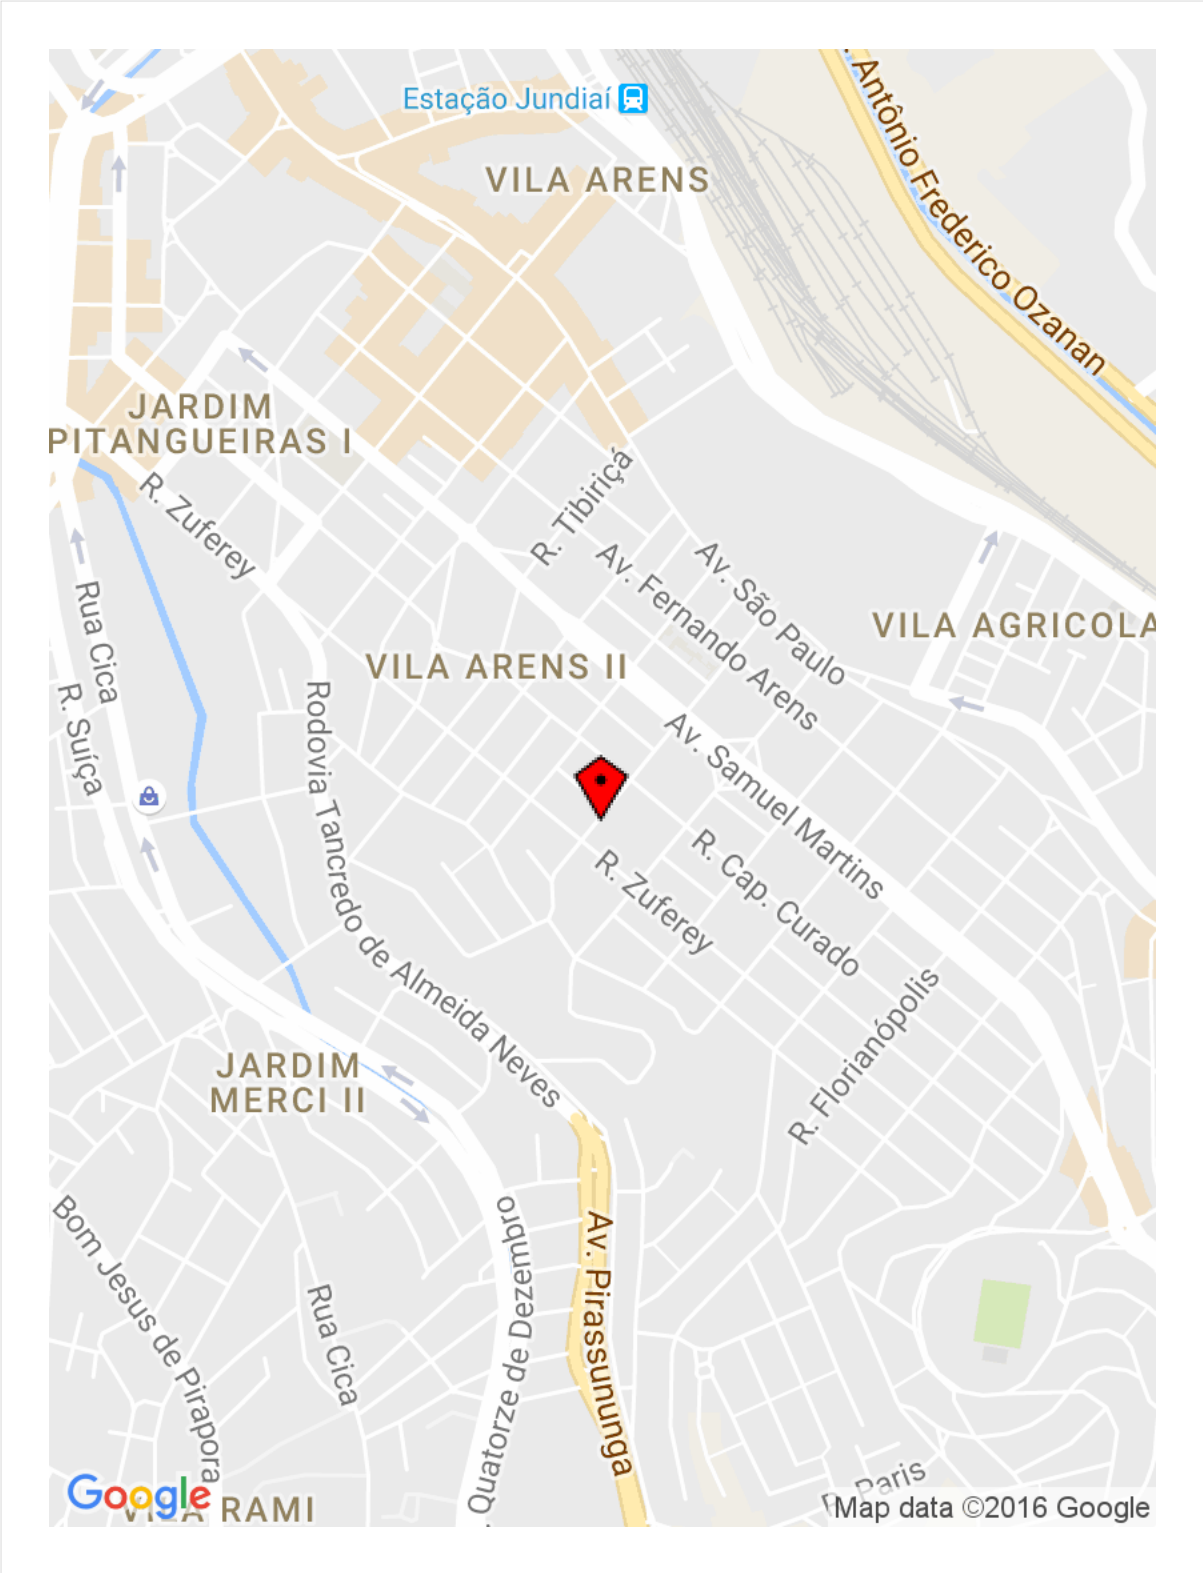 Estação Jundiaí
Antônio Frederico Ozanan
VILA ARENS
JARDIM
PITANGUEIRAS I
R. Tibiriçá
R. Zuferey
Av. São Paulo
Av. Fernando Arens
VILA AGRICOLA
Rua Cica
VILA ARENS II
R. Suíça
Rodovia Tancredo de Almeida Neves
Av. Samuel Martins
R. Cap. Curado
R. Zuferey
R. Florianópolis
JARDIM
MERCI II
Bom Jesus de Pirapora
Rua Cica
Quatorze de Dezembro
Av. Pirassununga
R. Paris
Google
VILA RAMI
Map data ©2016 Google